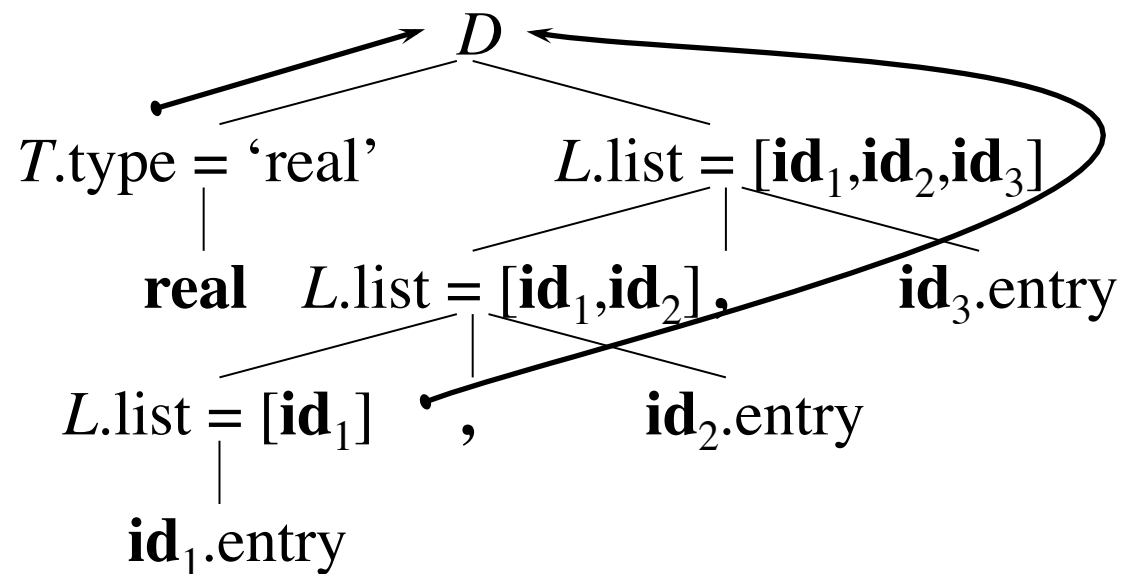 D
T.type = ‘real’ L.list = [id1,id2,id3]
real L.list = [id1,id2] , id3.entry
L.list = [id1] , id2.entry
id1.entry